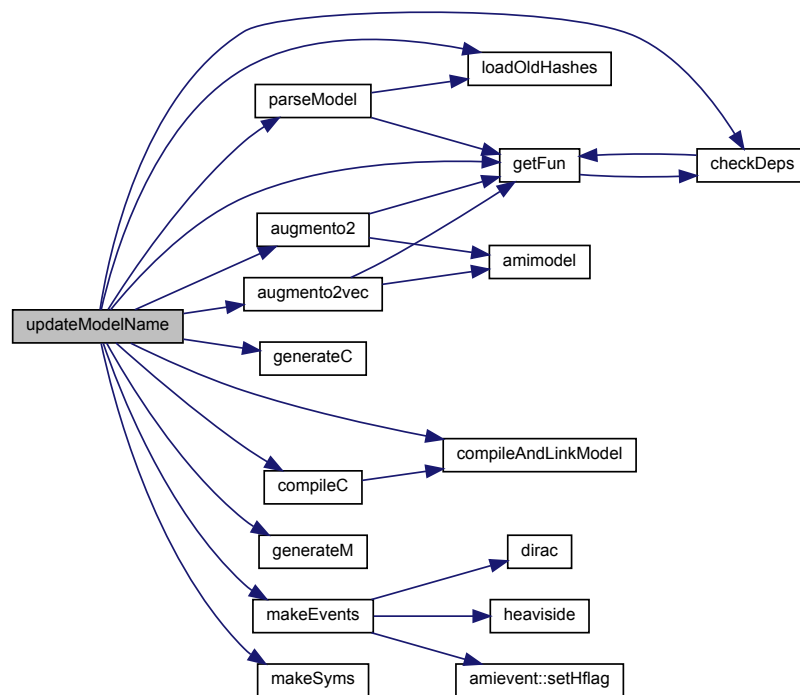 loadOldHashes
parseModel
getFun
checkDeps
augmento2
amimodel
augmento2vec
updateModelName
generateC
compileAndLinkModel
compileC
generateM
dirac
makeEvents
heaviside
makeSyms
amievent::setHflag